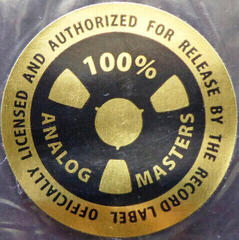 OFFICIALLY LICENSED AND AUTHORIZED FOR RELEASE BY THE RECORD LABEL
100%
ANALOG
MASTERS